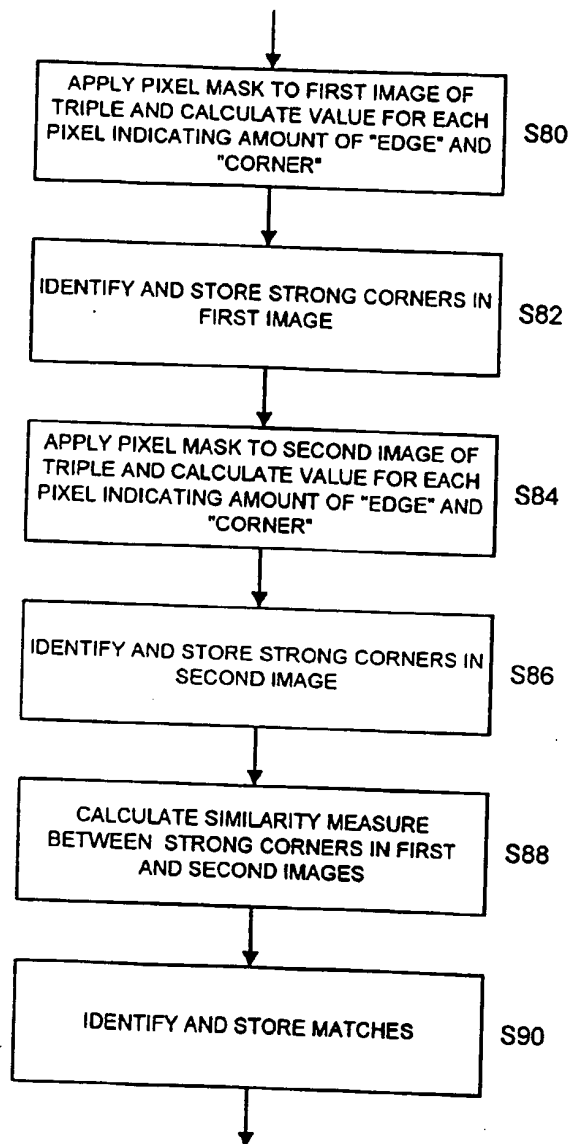 APPLY PIXEL MASK TO FIRST IMAGE OF
TRIPLE AND CALCULATE VALUE FOR EACH
PIXEL INDICATING AMOUNT OF "EDGE" AND
"CORNER"
S80
IDENTIFY AND STORE STRONG CORNERS IN
FIRST IMAGE
S82
APPLY PIXEL MASK TO SECOND IMAGE OF
TRIPLE AND CALCULATE VALUE FOR EACH
PIXEL INDICATING AMOUNT OF "EDGE" AND
"CORNER"
S84
IDENTIFY AND STORE STRONG CORNERS IN
SECOND IMAGE
S86
CALCULATE SIMILARITY MEASURE
BETWEEN STRONG CORNERS IN FIRST
AND SECOND IMAGES
S88
IDENTIFY AND STORE MATCHES
S90